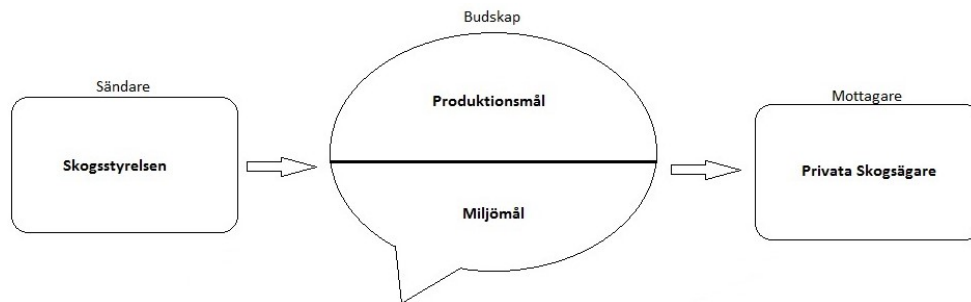 Budskap
Sändare
Mottagare
Produktionsmål
Skogsstyrelsen
Privata Skogsägare
Miljömål